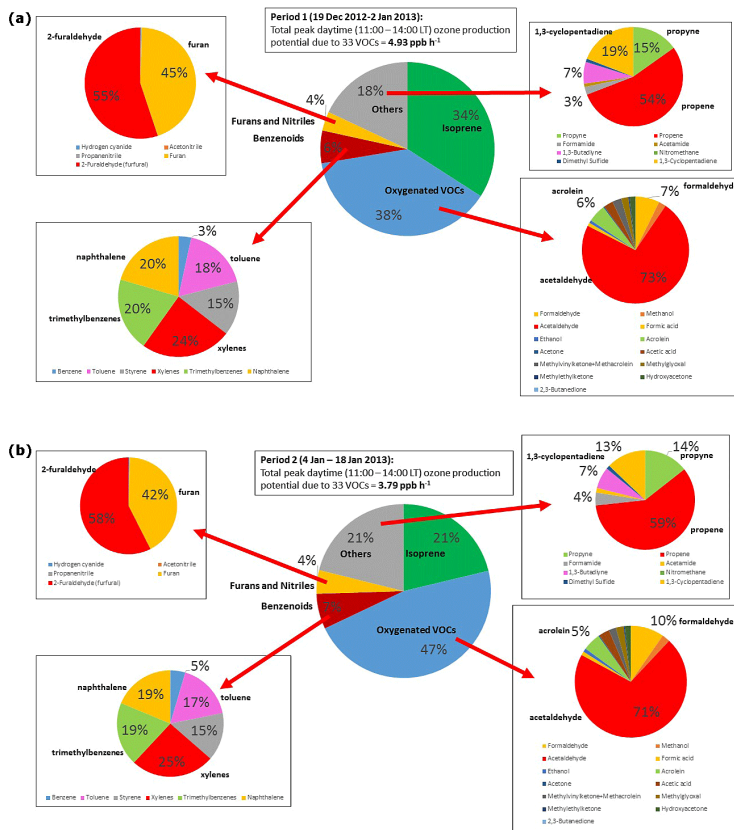 (a)
Period 1 (19 Dec 2012-2 Jan 2013):
Total peak daytime (11:00 – 14:00 LT) ozone production
potential due to 33 VOCs = 4.93 ppb h-1
2-furaldehyde
furan
45%
55%
Hydrogen cyanide
Acetonitrile
Propanenitrile
Furan
2-Furaldehyde (furfural)
18%
Others
4%
Furans and Nitriles
Benzenoids
6%
34%
Isoprene
Oxygenated VOCs
38%
1,3-cyclopentadiene
propyne
19%
15%
7%
3%
54%
propene
Propyne
Propene
Formamide
Acetamide
1,3-Butadiyne
Nitromethane
Dimethyl Sulfide
1,3-Cyclopentadiene
acrolein
6%
7%
formaldehyde
acetaldehyde
73%
Formaldehyde
Methanol
Acetaldehyde
Formic acid
Ethanol
Acrolein
Acetone
Acetic acid
Methylvinylketone+Methacrolein
Methylglyoxal
Methylethylketone
Hydroxyacetone
2,3-Butanedione
3%
naphthalene
toluene
20%
18%
15%
20%
trimethylbenzenes
24%
xylenes
Benzene
Toluene
Styrene
Xylenes
Trimethylbenzenes
Naphthalene
(b)
Period 2 (4 Jan – 18 Jan 2013):
Total peak daytime (11:00 – 14:00 LT) ozone production
potential due to 33 VOCs = 3.79 ppb h-1
2-furaldehyde
furan
42%
58%
Hydrogen cyanide
Acetonitrile
Propanenitrile
Furan
2-Furaldehyde (furfural)
21%
Others
21%
Isoprene
4%
Furans and Nitriles
Benzenoids
7%
Oxygenated VOCs
47%
13%
14%
1,3-cyclopentadiene
propyne
7%
4%
59%
propene
Propyne
Propene
Formamide
Acetamide
1,3-Butadiyne
Nitromethane
Dimethyl Sulfide
1,3-Cyclopentadiene
acrolein
5%
10%
formaldehyde
acetaldehyde
71%
Formaldehyde
Methanol
Acetaldehyde
Formic acid
Ethanol
Acrolein
Acetone
Acetic acid
Methylvinylketone+Methacrolein
Methylglyoxal
Methylethylketone
Hydroxyacetone
2,3-Butanedione
5%
naphthalene
toluene
19%
17%
15%
19%
trimethylbenzenes
25%
xylenes
Benzene
Toluene
Styrene
Xylenes
Trimethylbenzenes
Naphthalene